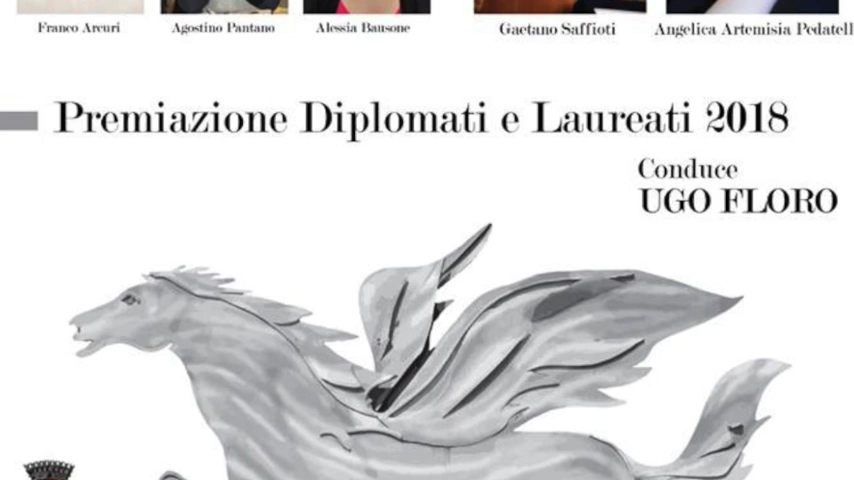 Franco Arcuri Agostino Pantano Alessia Bausone Gaetano Saffioti Angelica Artemisia Pedatell
Premiazione Diplomati e Laureati 2018
Conduce
UGO FLORO